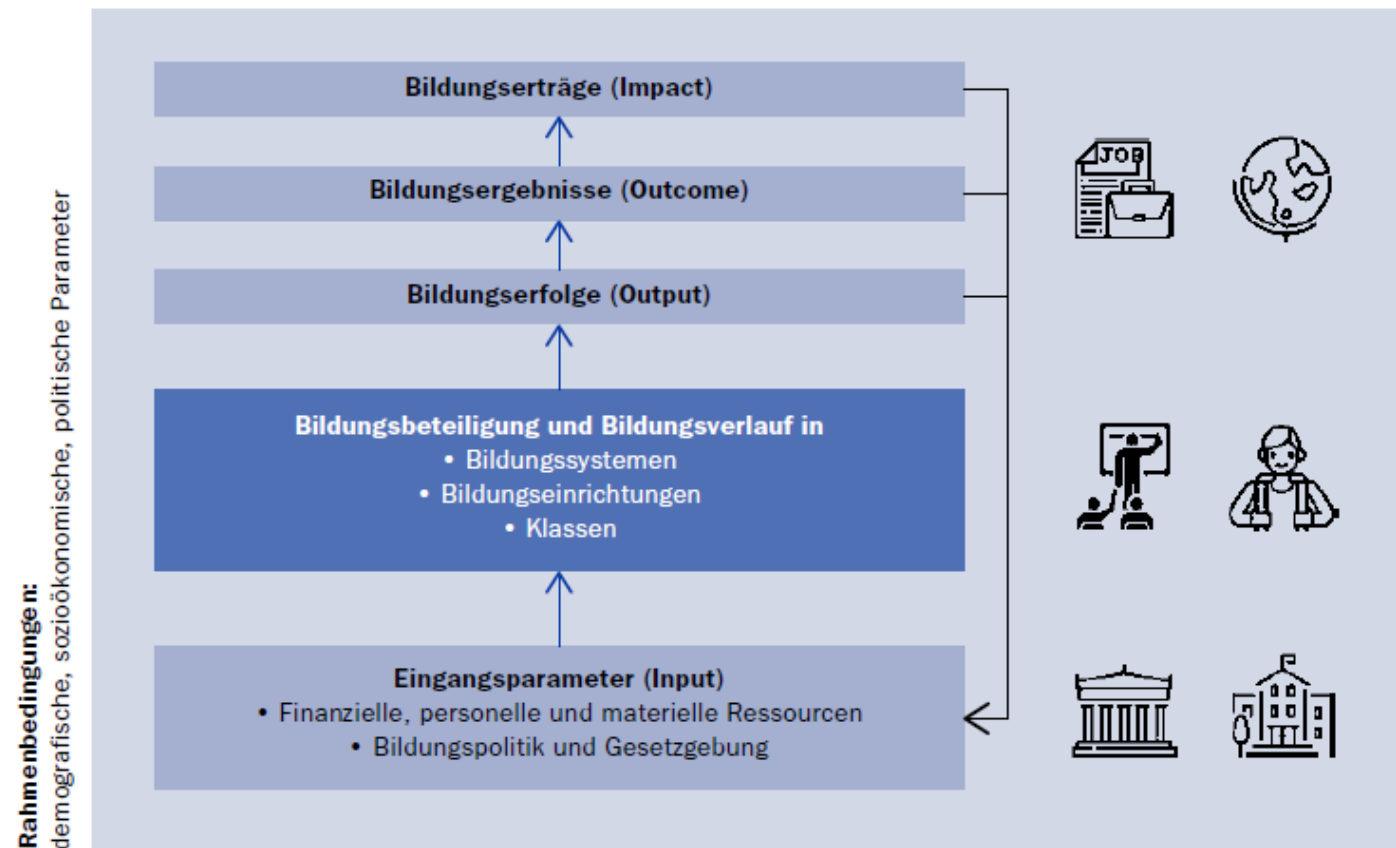 Rahmenbedingungen:
demografische, sozioökonomische, politische Parameter
Bildungserträge (Impact)
Bildungsergebnisse (Outcome)
Bildungserfolge (Output)
Bildungsbeteiligung und Bildungsverlauf in
• Bildungssystemen
• Bildungseinrichtungen
• Klassen
Eingangsparameter (Input)
• Finanzielle, personelle und materielle Ressourcen
• Bildungspolitik und Gesetzgebung
JOB